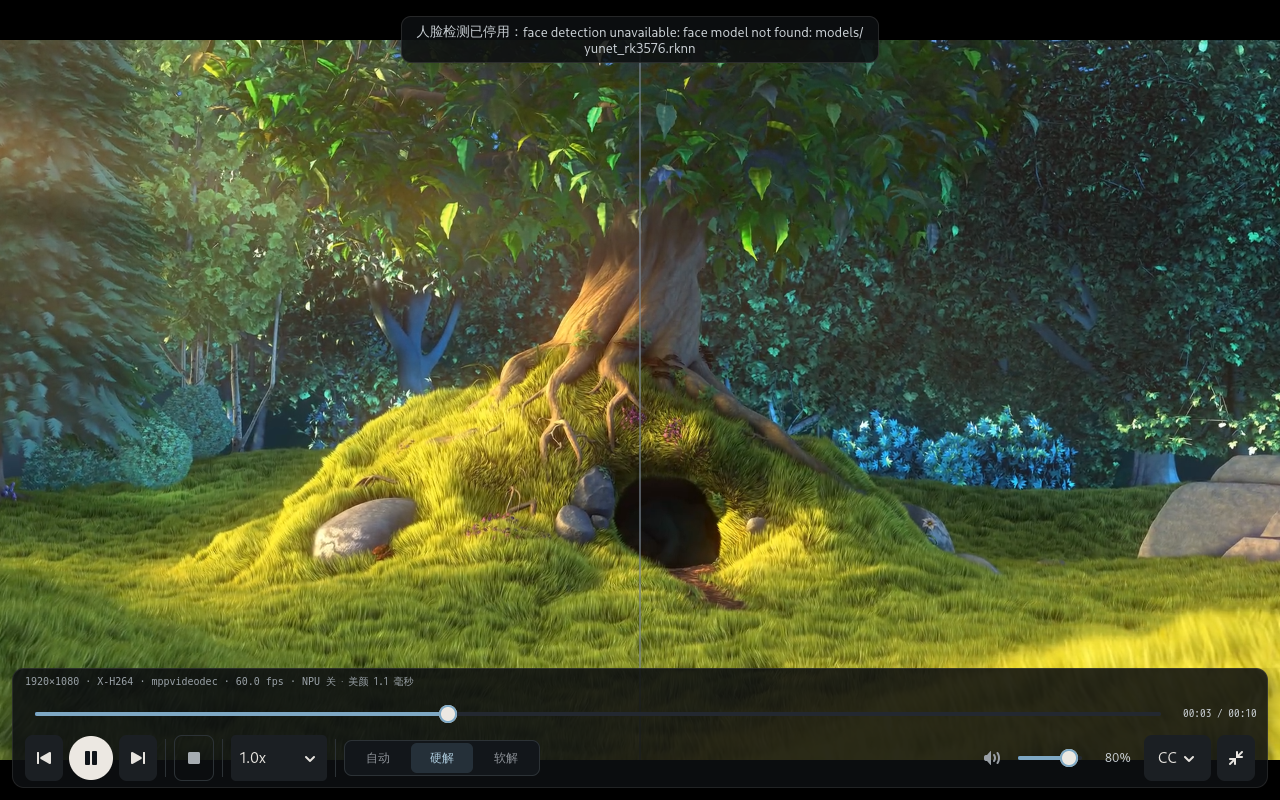 人脸检测已停用：face detection unavailable: face model not found: models/
yunet_rk3576.rknn
1920×1080 · X-H264 · mppvideodec · 60.0 fps · NPU 关 · 美颜 1.1 毫秒
00:03 / 00:10
1.0x
自动
硬解
软解
80%
CC